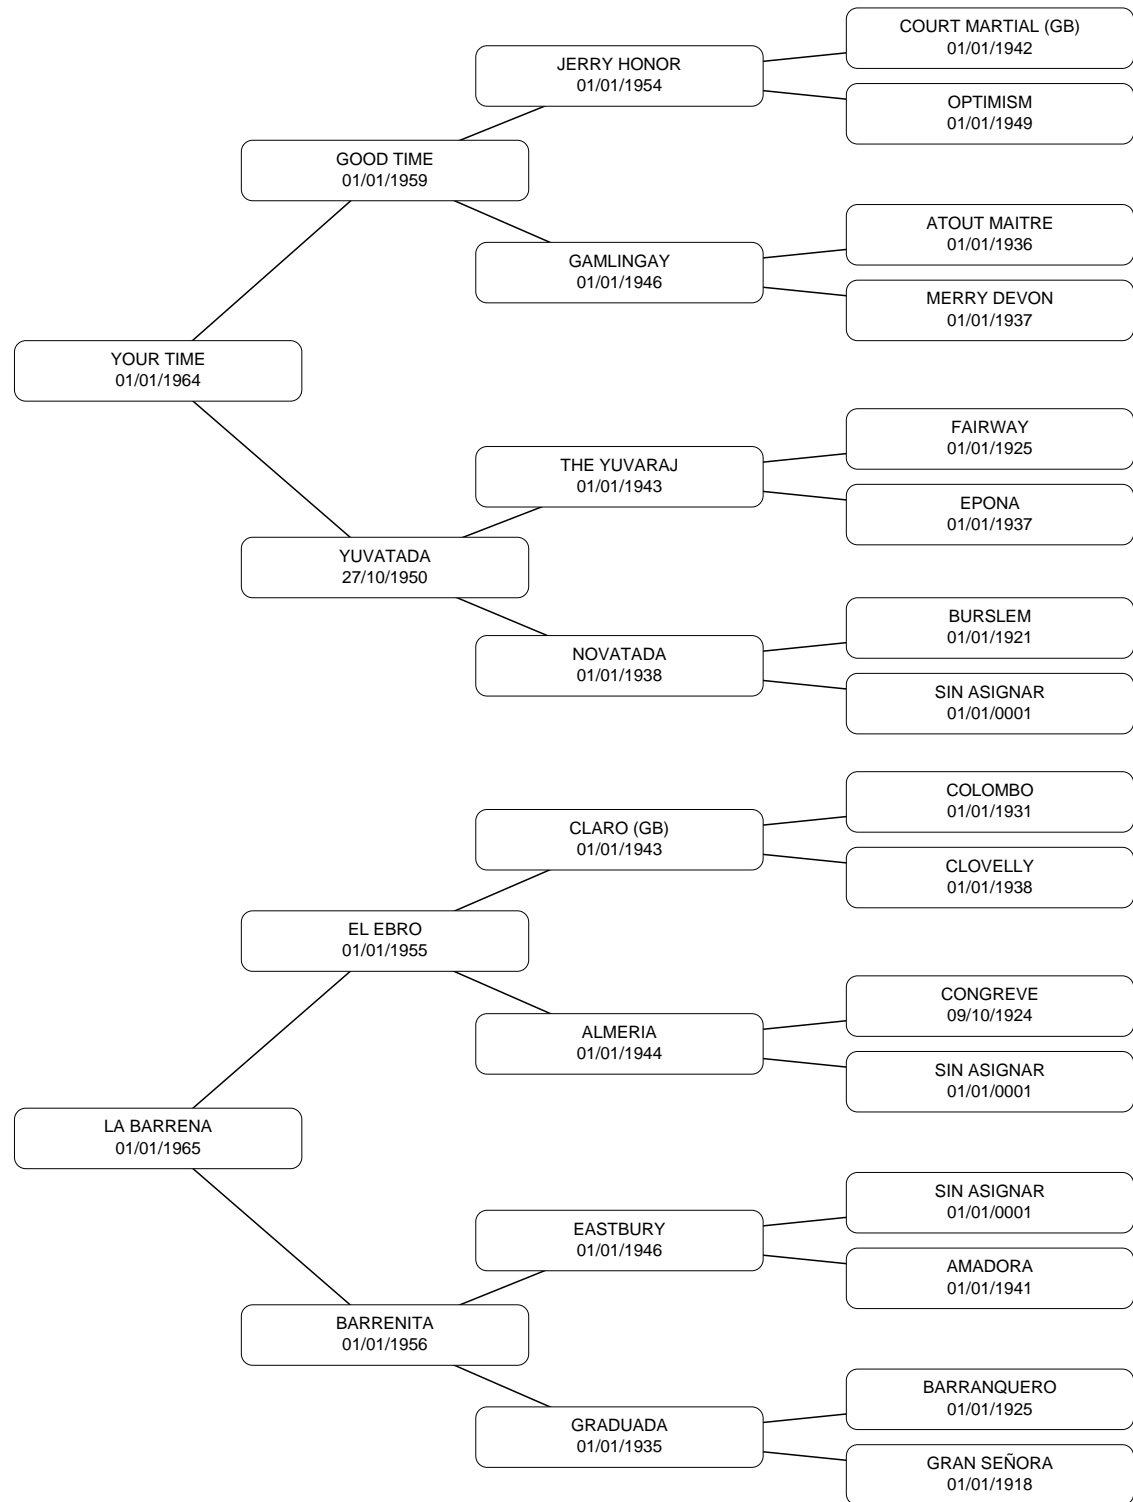 COURT MARTIAL (GB)
01/01/1942
JERRY HONOR
01/01/1954
OPTIMISM
01/01/1949
GOOD TIME
01/01/1959
ATOUT MAITRE
01/01/1936
GAMLINGAY
01/01/1946
MERRY DEVON
01/01/1937
YOUR TIME
01/01/1964
FAIRWAY
01/01/1925
THE YUVARAJ
01/01/1943
EPONA
01/01/1937
YUVATADA
27/10/1950
BURSLEM
01/01/1921
NOVATADA
01/01/1938
SIN ASIGNAR
01/01/0001
COLOMBO
01/01/1931
CLARO (GB)
01/01/1943
CLOVELLY
01/01/1938
EL EBRO
01/01/1955
CONGREVE
09/10/1924
ALMERIA
01/01/1944
SIN ASIGNAR
01/01/0001
LA BARRENA
01/01/1965
SIN ASIGNAR
01/01/0001
EASTBURY
01/01/1946
AMADORA
01/01/1941
BARRENITA
01/01/1956
BARRANQUERO
01/01/1925
GRADUADA
01/01/1935
GRAN SEÑORA
01/01/1918